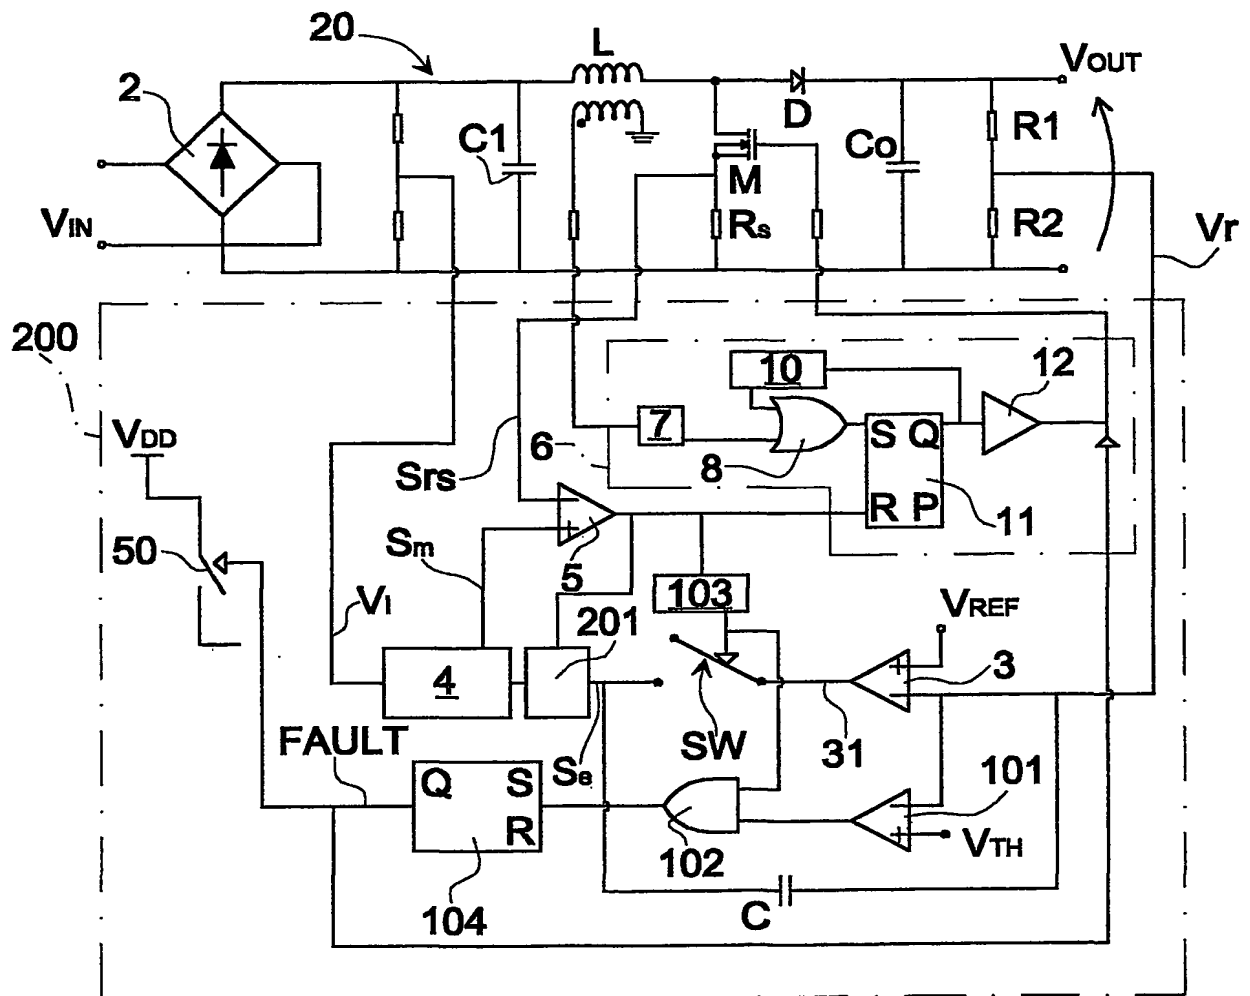 20
L
VOUT
2
D
C1
Co
R1
M
VIN
Rs
R2
Vr
200
10
12
VDD
7
S Q
6
8
Srs
R P
11
50
Sm
5
103
VREF
VI
201
4
3
FAULT
SW
31
Se
101
Q S
R
VTH
102
104
C